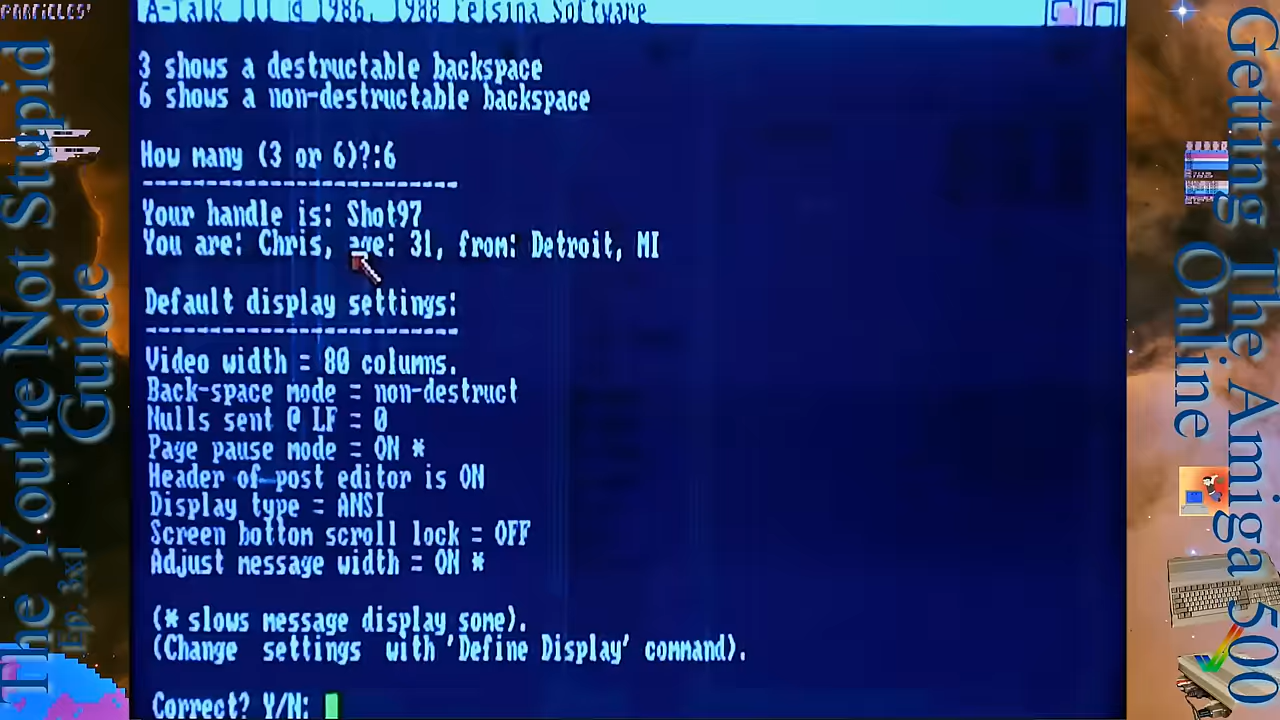 A-Talk III © 1986, 1988 Felsina Software
3 shows a destructable backspace
6 shows a non-destructable backspace
How many (3 or 6)?:6
---------------------------
Your handle is: Shot97
You are: Chris, age: 31, from: Detroit, MI
Default display settings:
---------------------------
Video width = 80 columns.
Back-space mode = non-destruct
Nulls sent @ LF = 0
Page pause mode = ON *
Header of post editor is ON
Display type = ANSI
Screen bottom scroll lock = OFF
Adjust message width = ON *
(* slows message display some).
(Change  settings  with 'Define Display' command).
Correct? Y/N:
The You're Not Stupid
Guide
Ep. 3x1
Getting The Amiga 500
Online